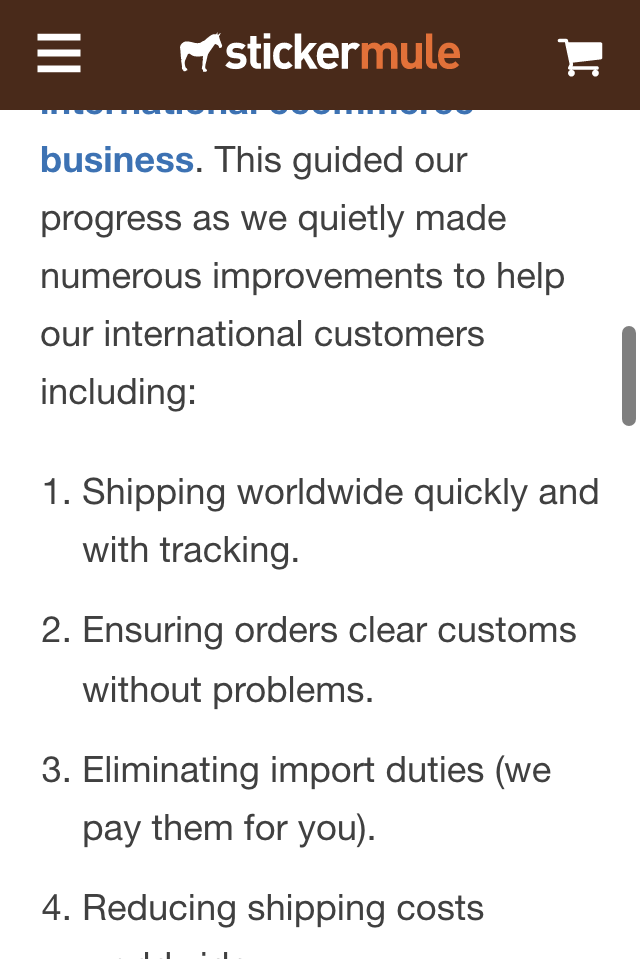 stickermule
international ecommerce
business. This guided our
progress as we quietly made
numerous improvements to help
our international customers
including:
1. Shipping worldwide quickly and
with tracking.
2. Ensuring orders clear customs
without problems.
3. Eliminating import duties (we
pay them for you).
4. Reducing shipping costs